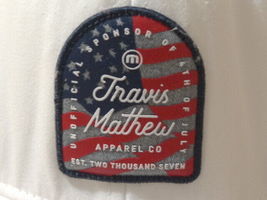 UNOFFICIAL SPONSOR OF 4TH OF JULY
m
Travis
Mathew
APPAREL CO
EST. TWO THOUSAND SEVEN